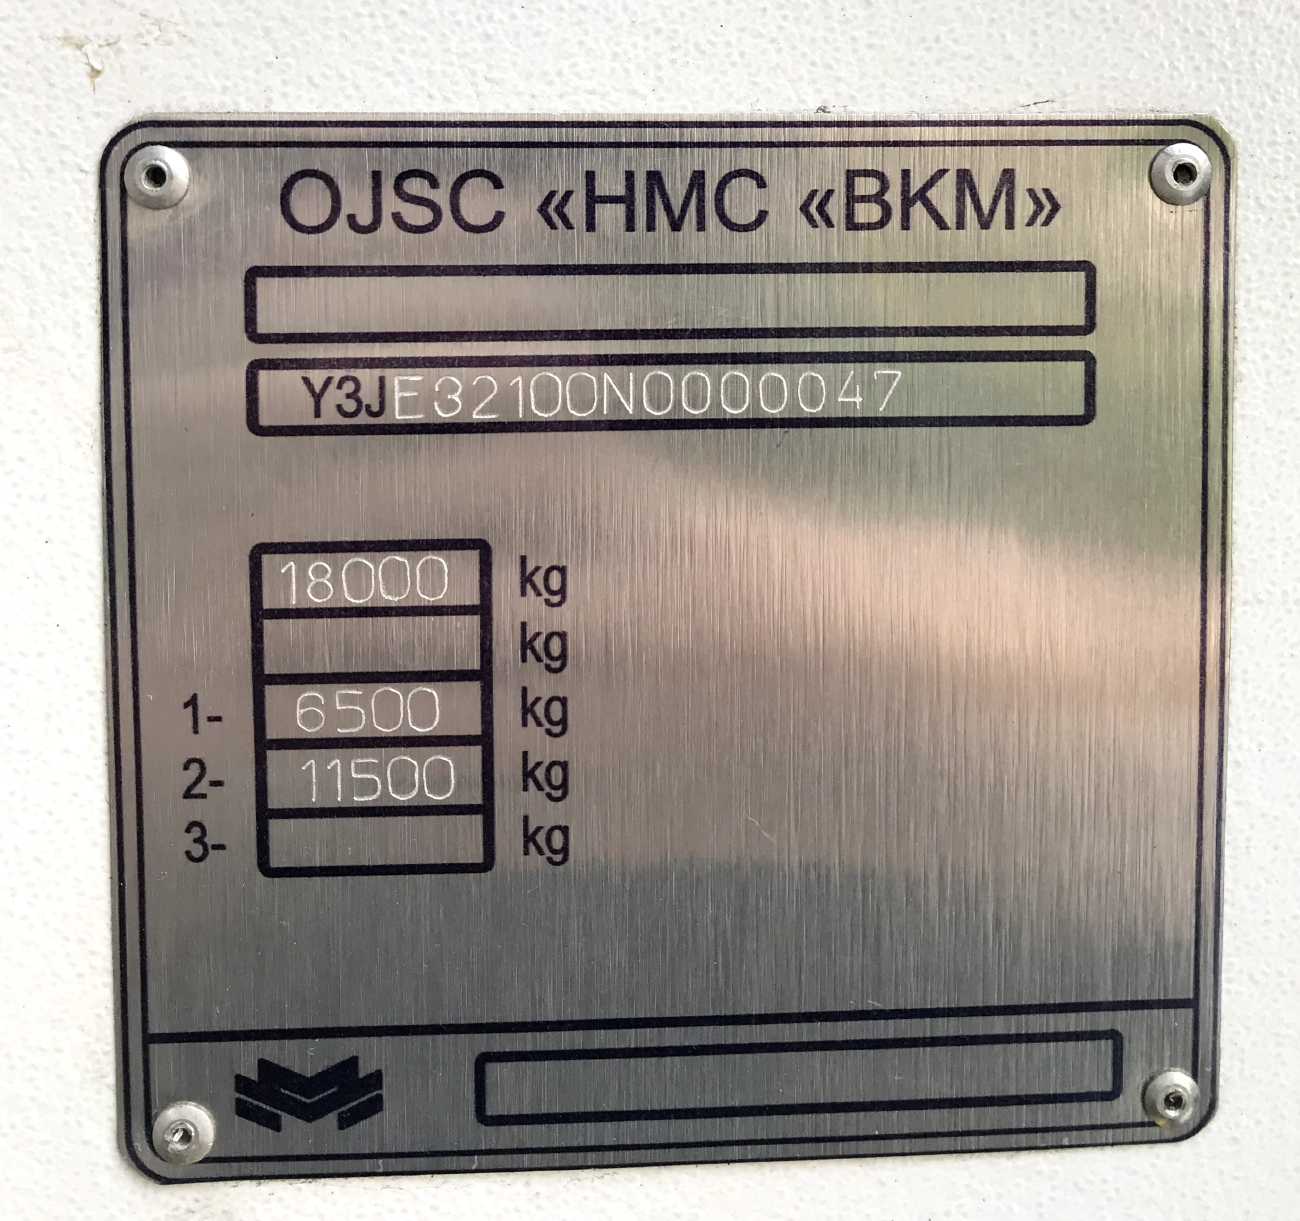 OJSC «HMC «BKM»
Y3JE32100N0000047
18000 kg
kg
1- 6500 kg
2- 11500 kg
3- kg